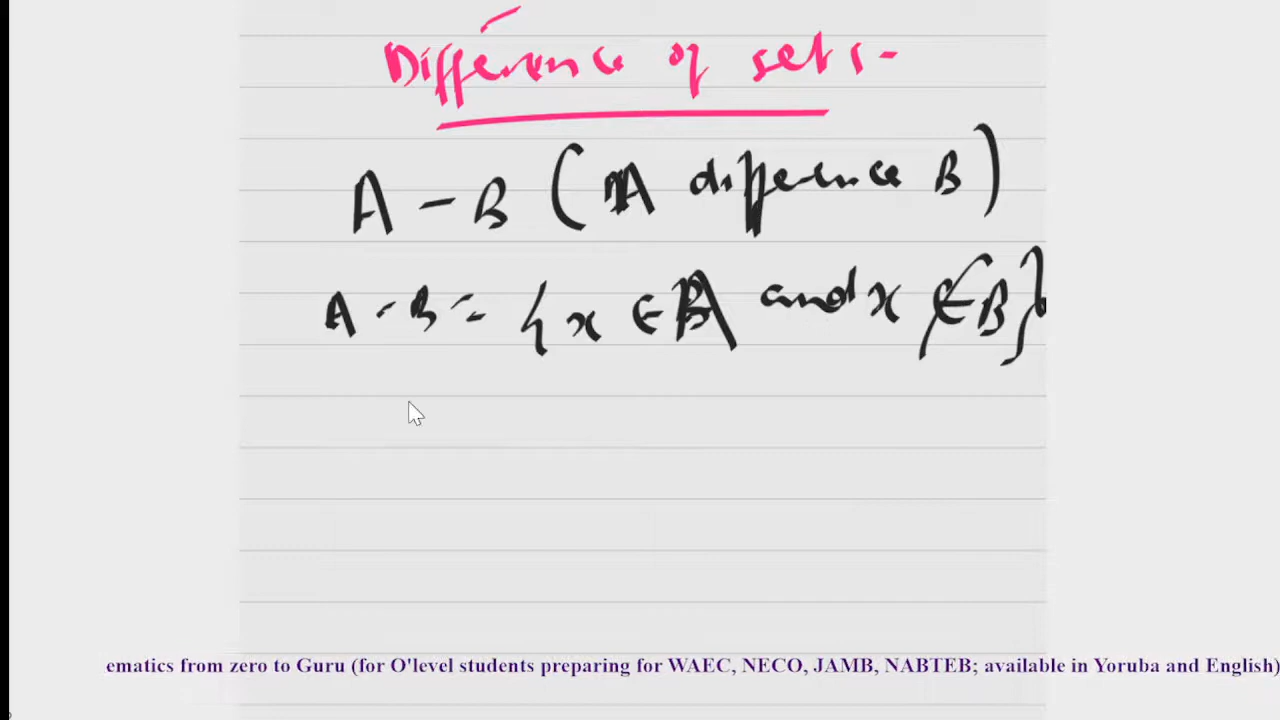 Difference of sets.
A - B (A difference B)
A - B = {x ∈ A and x ∉ B}
ematics from zero to Guru (for O'level students preparing for WAEC, NECO, JAMB, NABTEB; available in Yoruba and English)